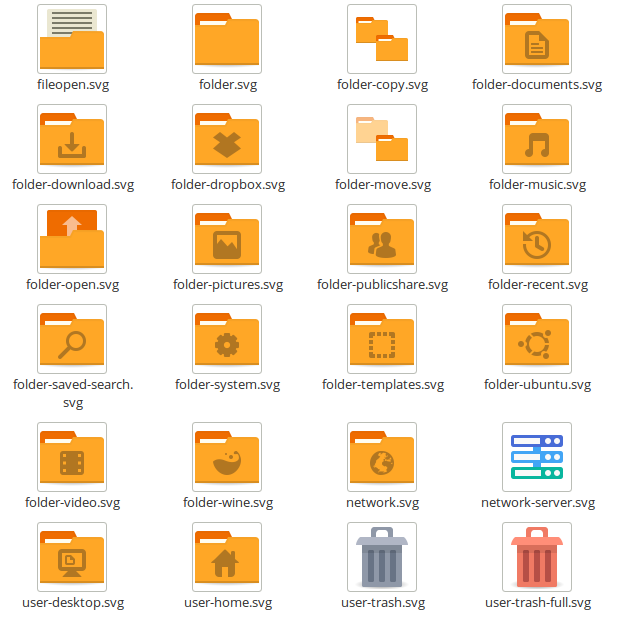 fileopen.svg
folder.svg
folder-copy.svg
folder-documents.svg
folder-download.svg
folder-dropbox.svg
folder-move.svg
folder-music.svg
folder-open.svg
folder-pictures.svg
folder-publicshare.svg
folder-recent.svg
folder-saved-search.
svg
folder-system.svg
folder-templates.svg
folder-ubuntu.svg
folder-video.svg
folder-wine.svg
network.svg
network-server.svg
user-desktop.svg
user-home.svg
user-trash.svg
user-trash-full.svg